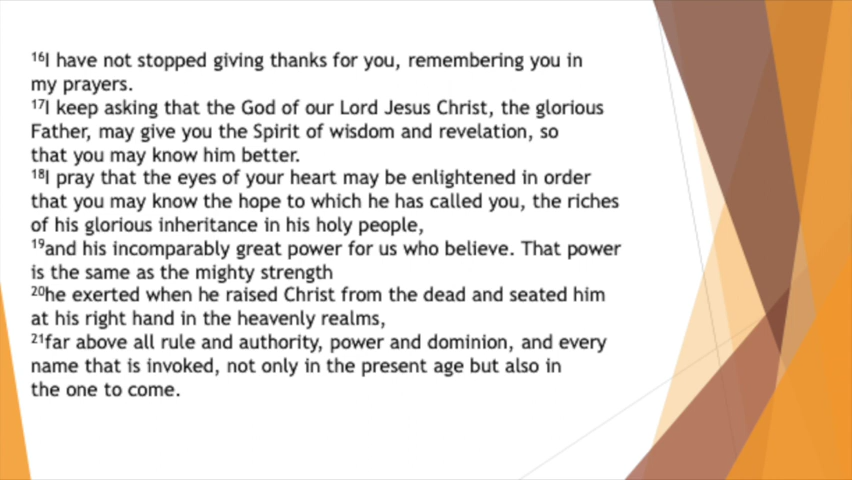 ¹⁶I have not stopped giving thanks for you, remembering you in
my prayers.
¹⁷I keep asking that the God of our Lord Jesus Christ, the glorious
Father, may give you the Spirit of wisdom and revelation, so
that you may know him better.
¹⁸I pray that the eyes of your heart may be enlightened in order
that you may know the hope to which he has called you, the riches
of his glorious inheritance in his holy people,
¹⁹and his incomparably great power for us who believe. That power
is the same as the mighty strength
²⁰he exerted when he raised Christ from the dead and seated him
at his right hand in the heavenly realms,
²¹far above all rule and authority, power and dominion, and every
name that is invoked, not only in the present age but also in
the one to come.